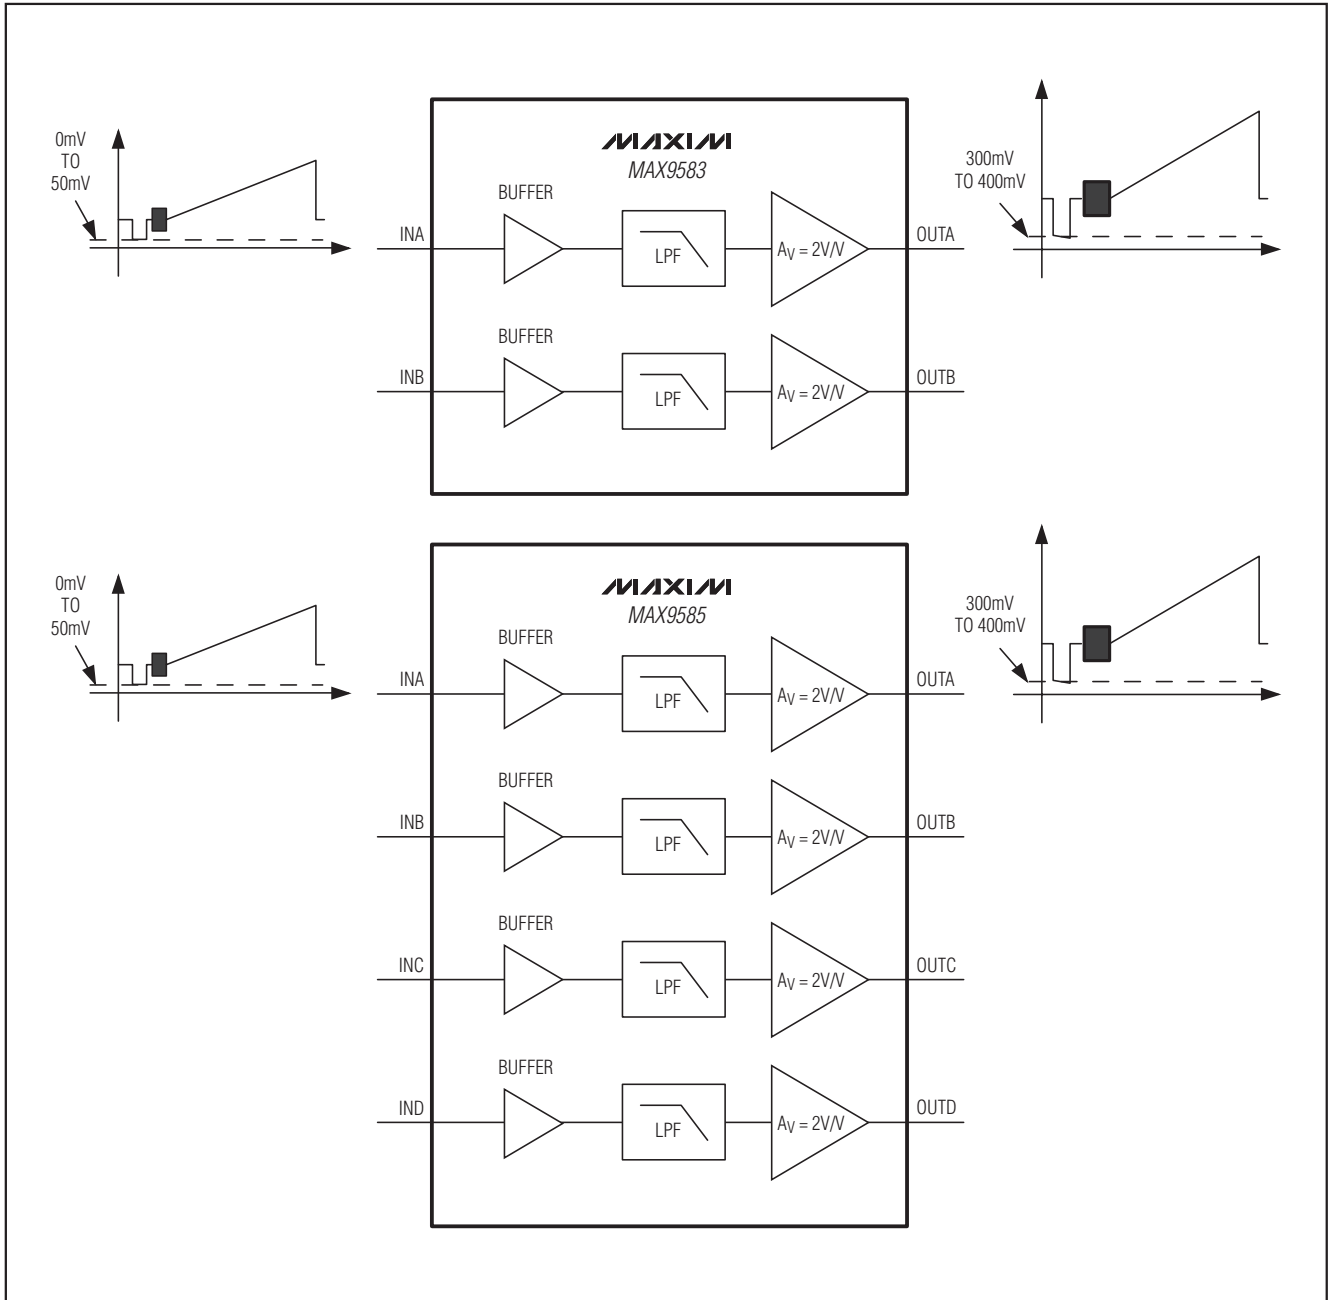 0mV
TO
50mV
MAXIM
MAX9583
300mV
TO 400mV
BUFFER
INA
LPF
AV = 2V/V
OUTA
BUFFER
INB
LPF
AV = 2V/V
OUTB
0mV
TO
50mV
MAXIM
MAX9585
300mV
TO 400mV
BUFFER
INA
LPF
AV = 2V/V
OUTA
BUFFER
INB
LPF
AV = 2V/V
OUTB
BUFFER
INC
LPF
AV = 2V/V
OUTC
BUFFER
IND
LPF
AV = 2V/V
OUTD